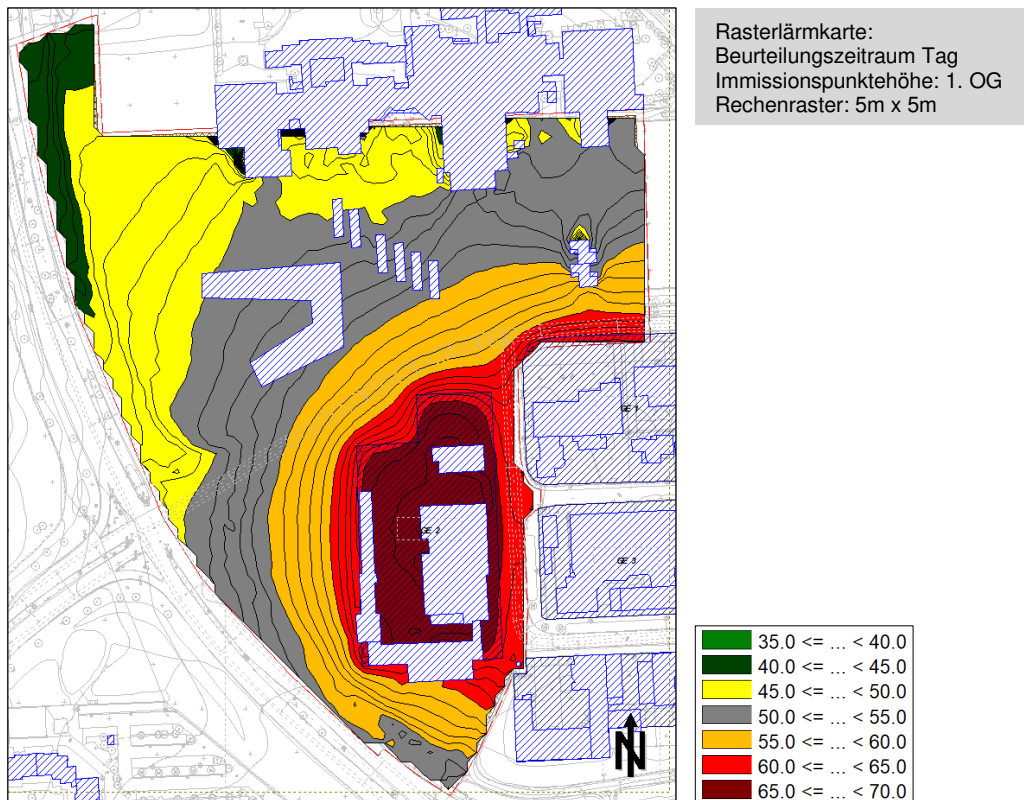 Rasterlärmkarte:
Beurteilungszeitraum Tag
Immissionspunktehöhe: 1. OG
Rechenraster: 5m x 5m
GE 1
GE 2
GE 3
N
35.0 <= ... < 40.0
40.0 <= ... < 45.0
45.0 <= ... < 50.0
50.0 <= ... < 55.0
55.0 <= ... < 60.0
60.0 <= ... < 65.0
65.0 <= ... < 70.0